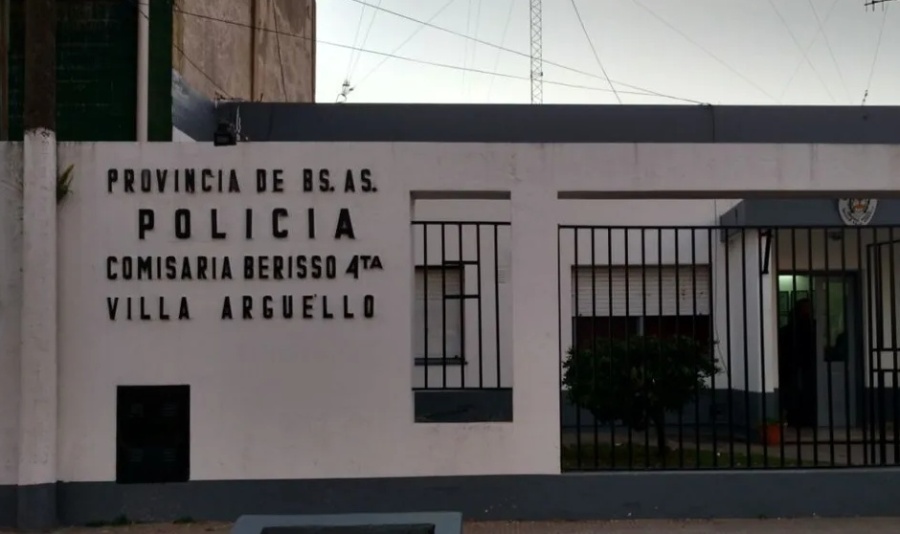 PROVINCIA DE BS. AS.
POLICIA
COMISARIA BERISSO 4TA
VILLA ARGUELLO